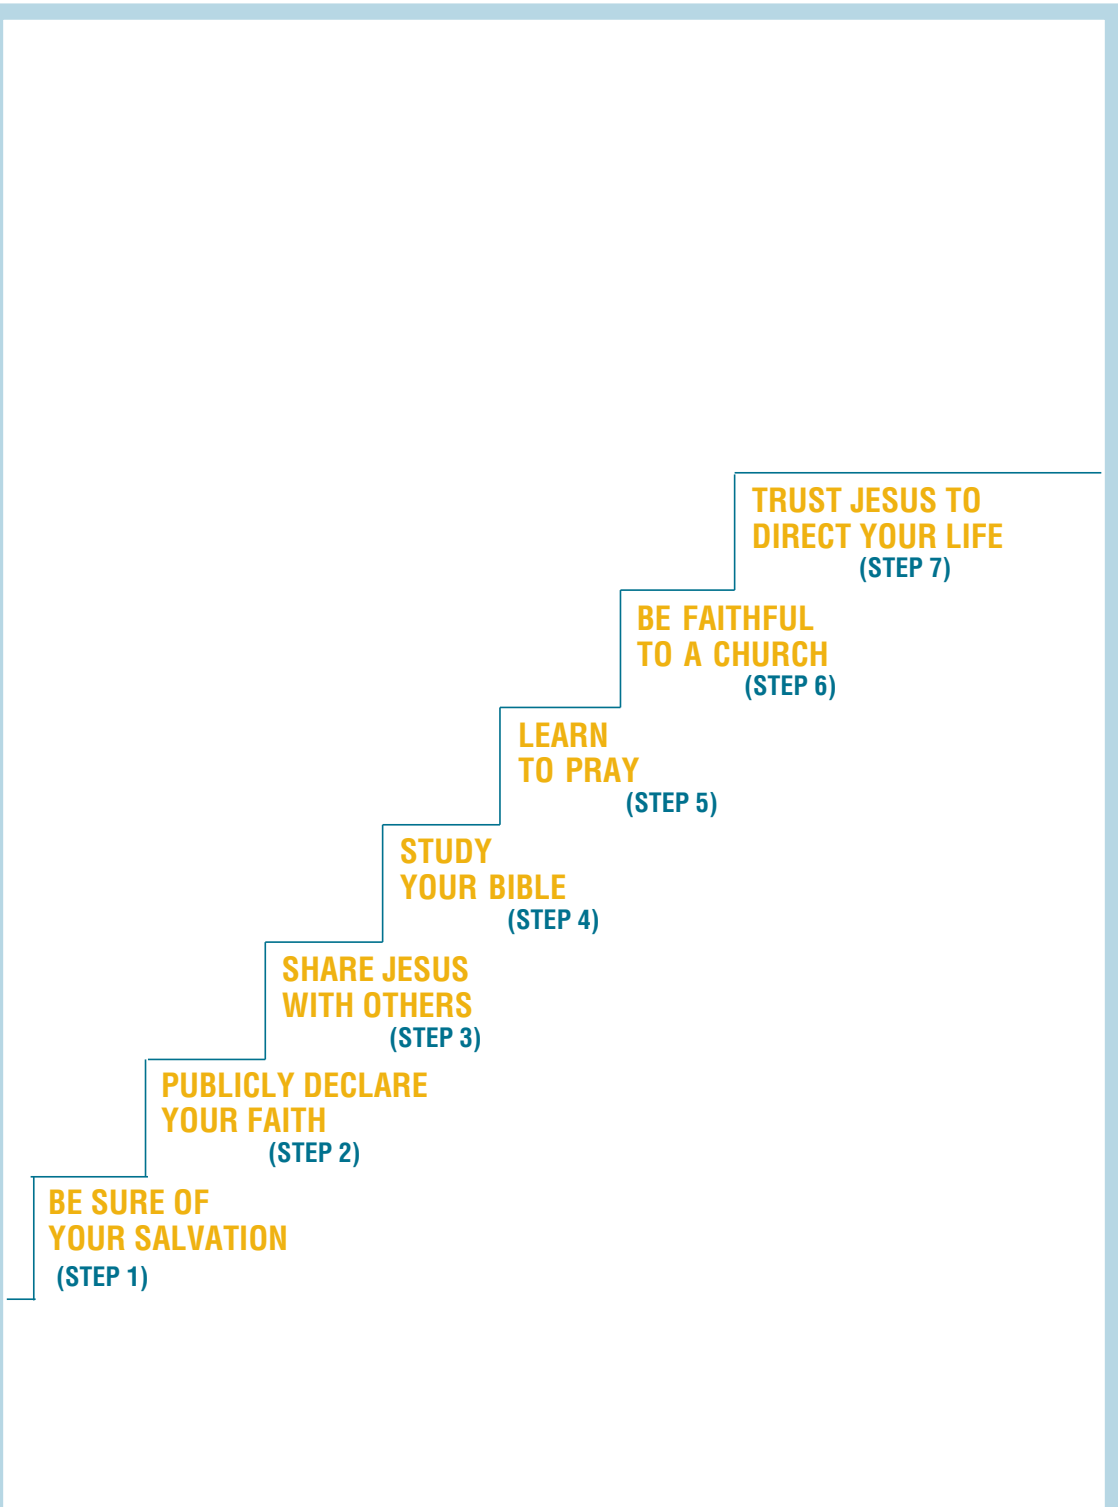 TRUST JESUS TO
DIRECT YOUR LIFE
(STEP 7)
BE FAITHFUL
TO A CHURCH
(STEP 6)
LEARN
TO PRAY
(STEP 5)
STUDY
YOUR BIBLE
(STEP 4)
SHARE JESUS
WITH OTHERS
(STEP 3)
PUBLICLY DECLARE
YOUR FAITH
(STEP 2)
BE SURE OF
YOUR SALVATION
(STEP 1)